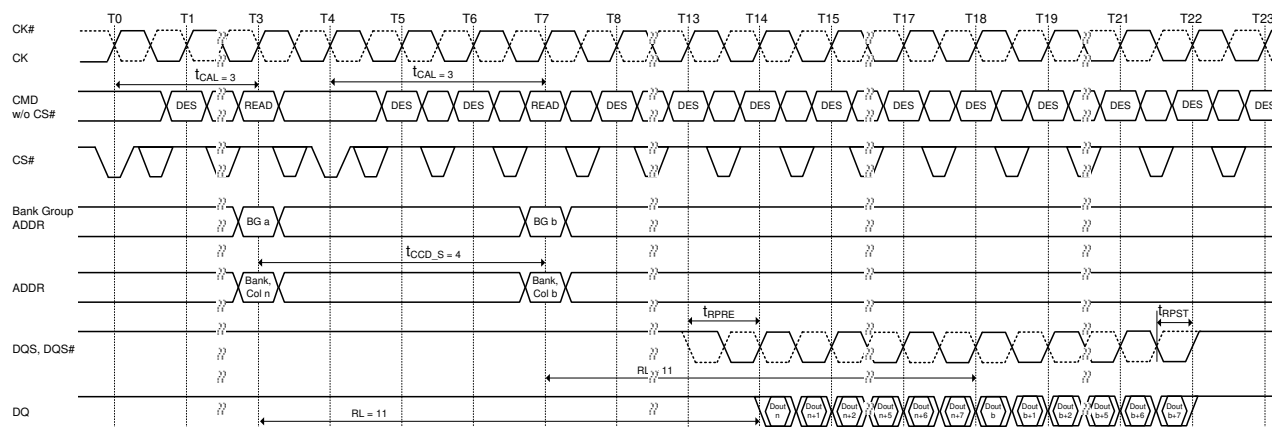 T0 T1 T3 T4 T5 T6 T7 T8 T13 T14 T15 T17 T18 T19 T21 T22 T23
CK#
CK
tCAL = 3 tCAL = 3
CMD
w/o CS#
DES READ DES DES READ DES DES DES DES DES DES DES DES DES DES
CS#
Bank Group
ADDR
BG a BG b
tCCD_S = 4
ADDR
Bank,
Col n
Bank,
Col b
tRPRE tRPST
DQS, DQS#
RL = 11
RL = 11
DQ
Dout
n
Dout
n+1
Dout
n+2
Dout
n+5
Dout
n+6
Dout
n+7
Dout
b
Dout
b+1
Dout
b+2
Dout
b+5
Dout
b+6
Dout
b+7